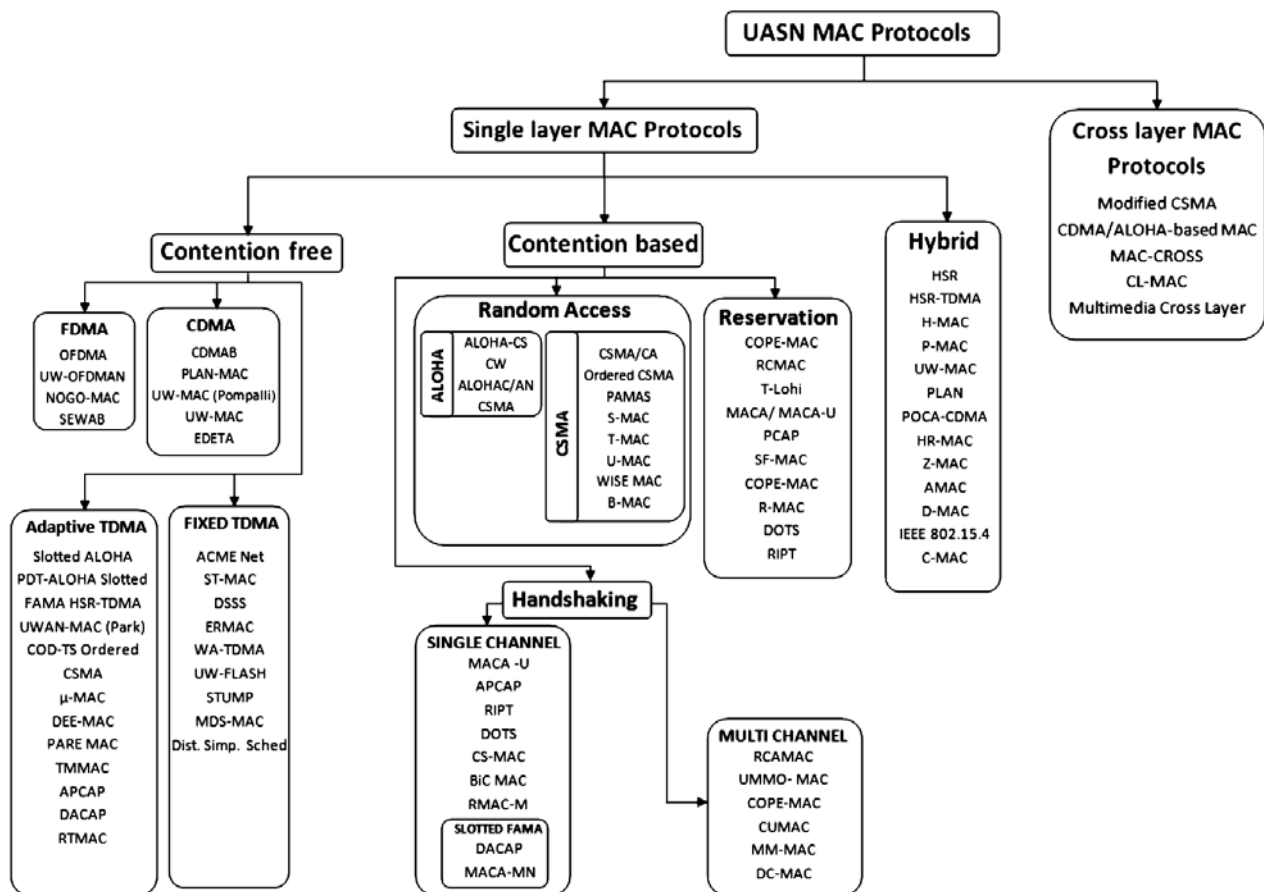 UASN MAC Protocols
Single layer MAC Protocols
Cross layer MAC
Protocols
Modified CSMA
CDMA/ALOHA-based MAC
MAC-CROSS
CL-MAC
Multimedia Cross Layer
Contention free
Contention based
Hybrid
HSR
HSR-TDMA
H-MAC
P-MAC
UW-MAC
PLAN
POCA-CDMA
HR-MAC
Z-MAC
AMAC
D-MAC
IEEE 802.15.4
C-MAC
FDMA
OFDMA
UW-OFDMAN
NOGO-MAC
SEWAB
CDMA
CDMAB
PLAN-MAC
UW-MAC (Pompalli)
UW-MAC
EDETA
Random Access
ALOHA
ALOHA-CS
CW
ALOHAC/AN
CSMA
CSMA
CSMA/CA
Ordered CSMA
PAMAS
S-MAC
T-MAC
U-MAC
WISE MAC
B-MAC
Reservation
COPE-MAC
RCMAC
T-Lohi
MACA/ MACA-U
PCAP
SF-MAC
COPE-MAC
R-MAC
DOTS
RIPT
Adaptive TDMA
Slotted ALOHA
PDT-ALOHA Slotted
FAMA HSR-TDMA
UWAN-MAC (Park)
COD-TS Ordered
CSMA
µ-MAC
DEE-MAC
PARE MAC
TMMAC
APCAP
DACAP
RTMAC
FIXED TDMA
ACME Net
ST-MAC
DSSS
ERMAC
WA-TDMA
UW-FLASH
STUMP
MDS-MAC
Dist. Simp. Sched
Handshaking
SINGLE CHANNEL
MACA -U
APCAP
RIPT
DOTS
CS-MAC
BiC MAC
RMAC-M
SLOTTED FAMA
DACAP
MACA-MN
MULTI CHANNEL
RCAMAC
UMMO- MAC
COPE-MAC
CUMAC
MM-MAC
DC-MAC